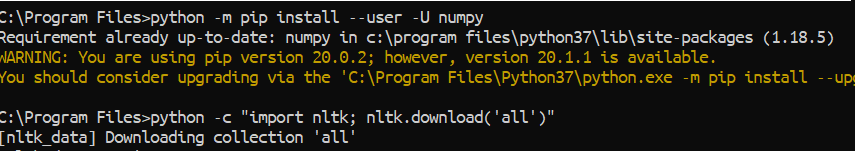 C:\Program Files>python -m pip install --user -U numpy
Requirement already up-to-date: numpy in c:\program files\python37\lib\site-packages (1.18.5)
WARNING: You are using pip version 20.0.2; however, version 20.1.1 is available.
You should consider upgrading via the 'C:\Program Files\Python37\python.exe -m pip install --upg
C:\Program Files>python -c "import nltk; nltk.download('all')"
[nltk_data] Downloading collection 'all'